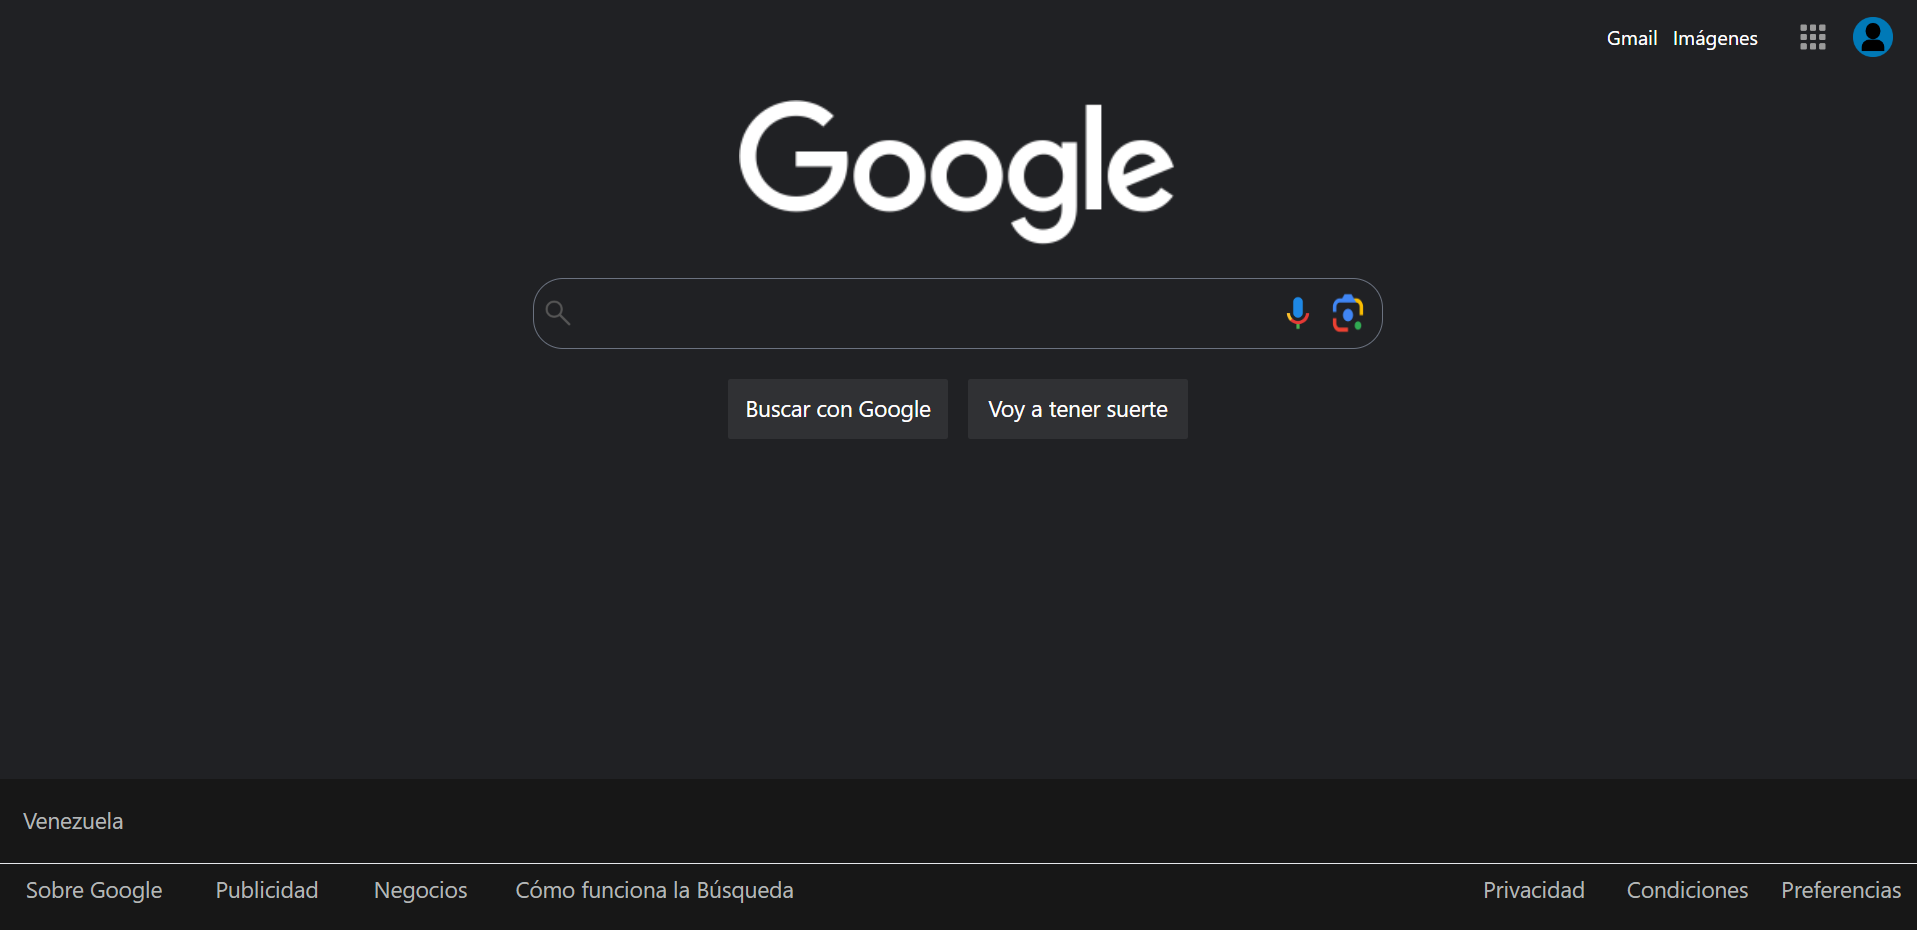 Gmail Imágenes
Google
Buscar con Google Voy a tener suerte
Venezuela
Sobre Google Publicidad Negocios Cómo funciona la Búsqueda Privacidad Condiciones Preferencias